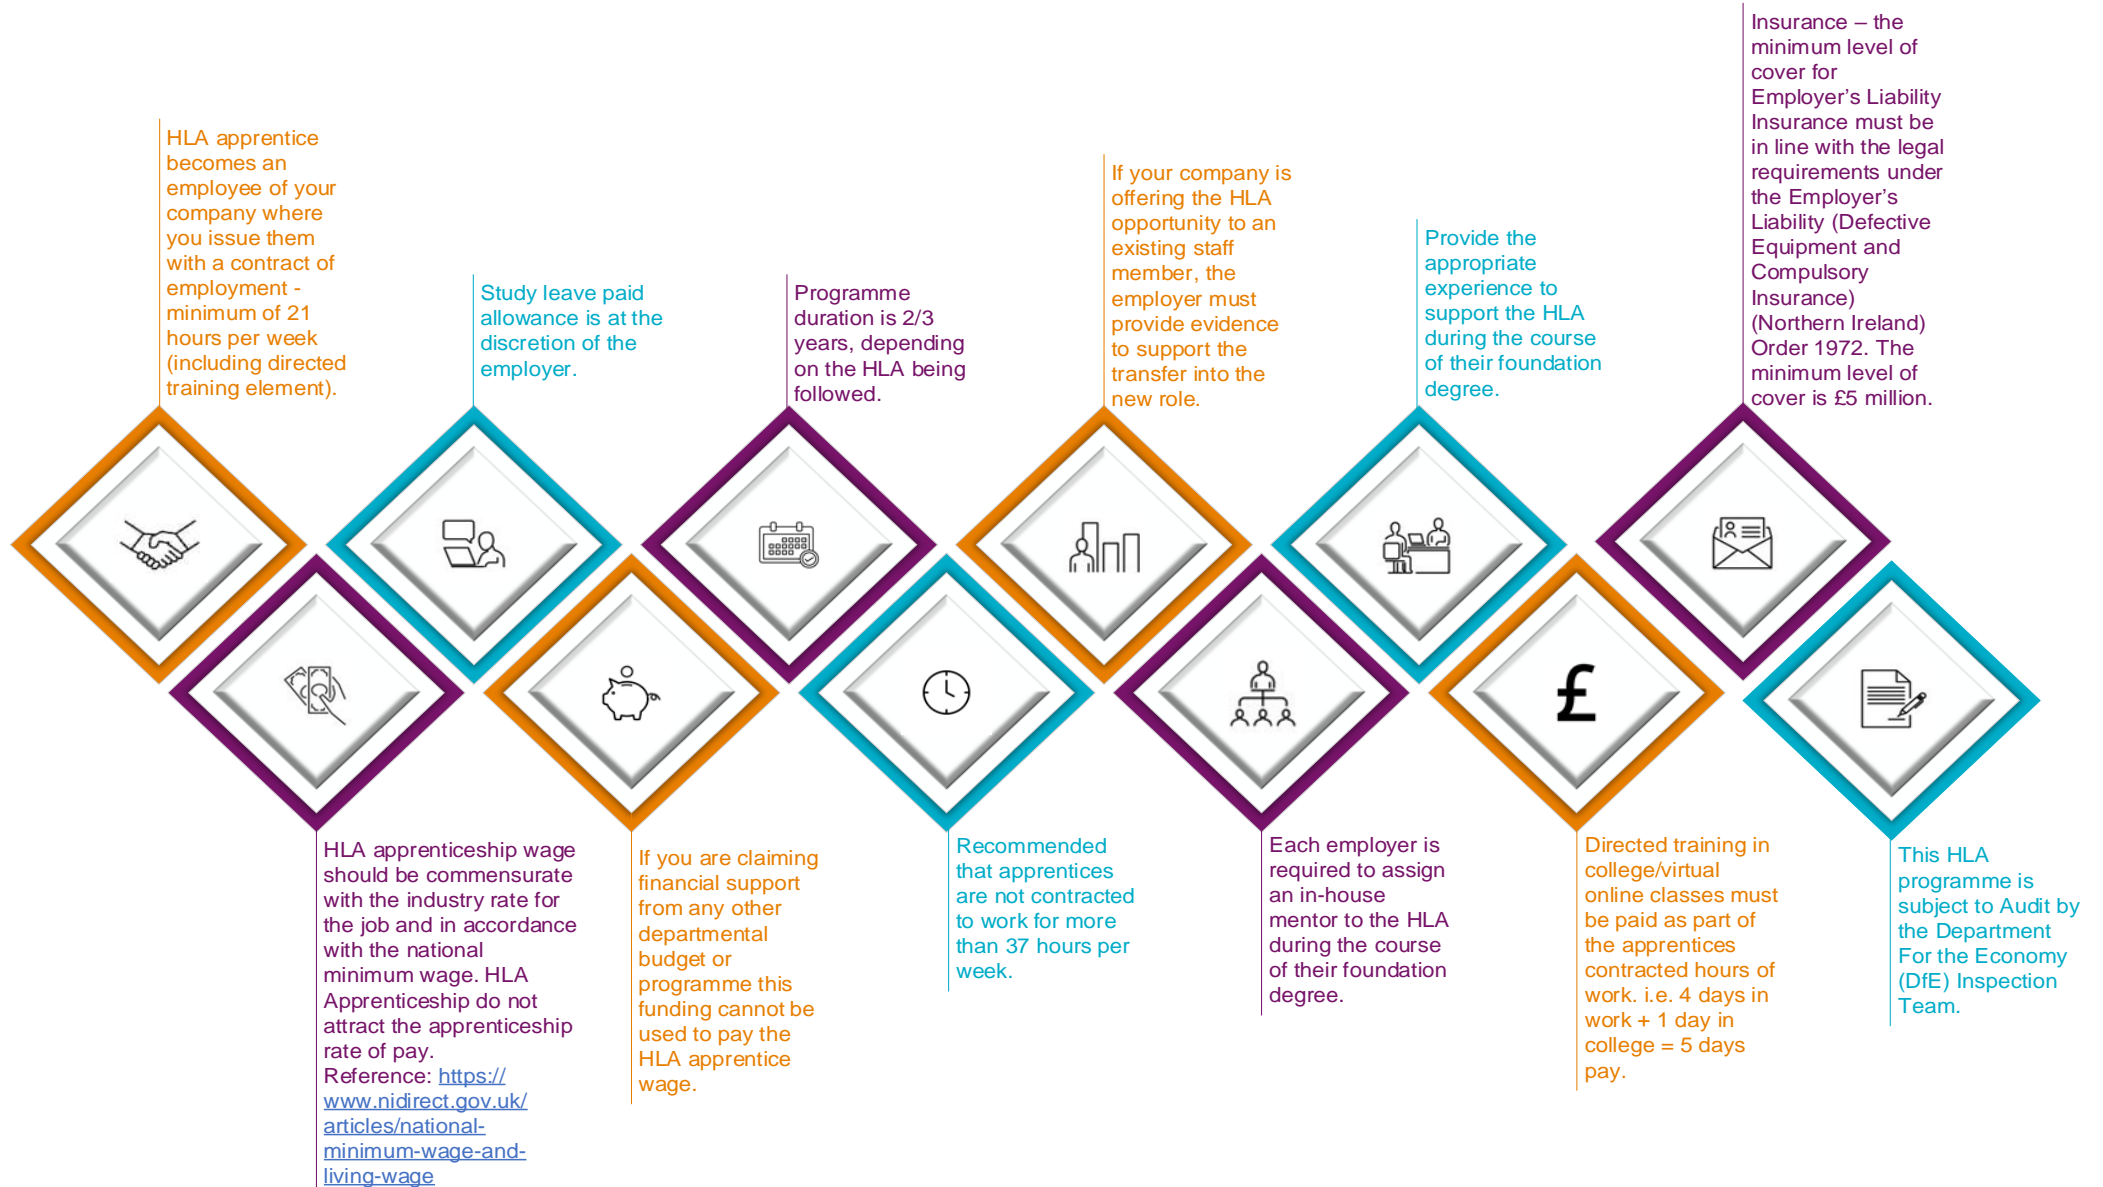 HLA apprentice
becomes an
employee of your
company where
you issue them
with a contract of
employment -
minimum of 21
hours per week
(including directed
training element).
HLA apprenticeship wage
should be commensurate
with the industry rate for
the job and in accordance
with the national
minimum wage. HLA
Apprenticeship do not
attract the apprenticeship
rate of pay.
Reference: https://
www.nidirect.gov.uk/
articles/national-
minimum-wage-and-
living-wage
Study leave paid
allowance is at the
discretion of the
employer.
If you are claiming
financial support
from any other
departmental
budget or
programme this
funding cannot be
used to pay the
HLA apprentice
wage.
Programme
duration is 2/3
years, depending
on the HLA being
followed.
Recommended
that apprentices
are not contracted
to work for more
than 37 hours per
week.
If your company is
offering the HLA
opportunity to an
existing staff
member, the
employer must
provide evidence
to support the
transfer into the
new role.
Each employer is
required to assign
an in-house
mentor to the HLA
during the course
of their foundation
degree.
Provide the
appropriate
experience to
support the HLA
during the course
of their foundation
degree.
£
Directed training in
college/virtual
online classes must
be paid as part of
the apprentices
contracted hours of
work. i.e. 4 days in
work + 1 day in
college = 5 days
pay.
Insurance – the
minimum level of
cover for
Employer’s Liability
Insurance must be
in line with the legal
requirements under
the Employer’s
Liability (Defective
Equipment and
Compulsory
Insurance)
(Northern Ireland)
Order 1972. The
minimum level of
cover is £5 million.
This HLA
programme is
subject to Audit by
the Department
For the Economy
(DfE) Inspection
Team.